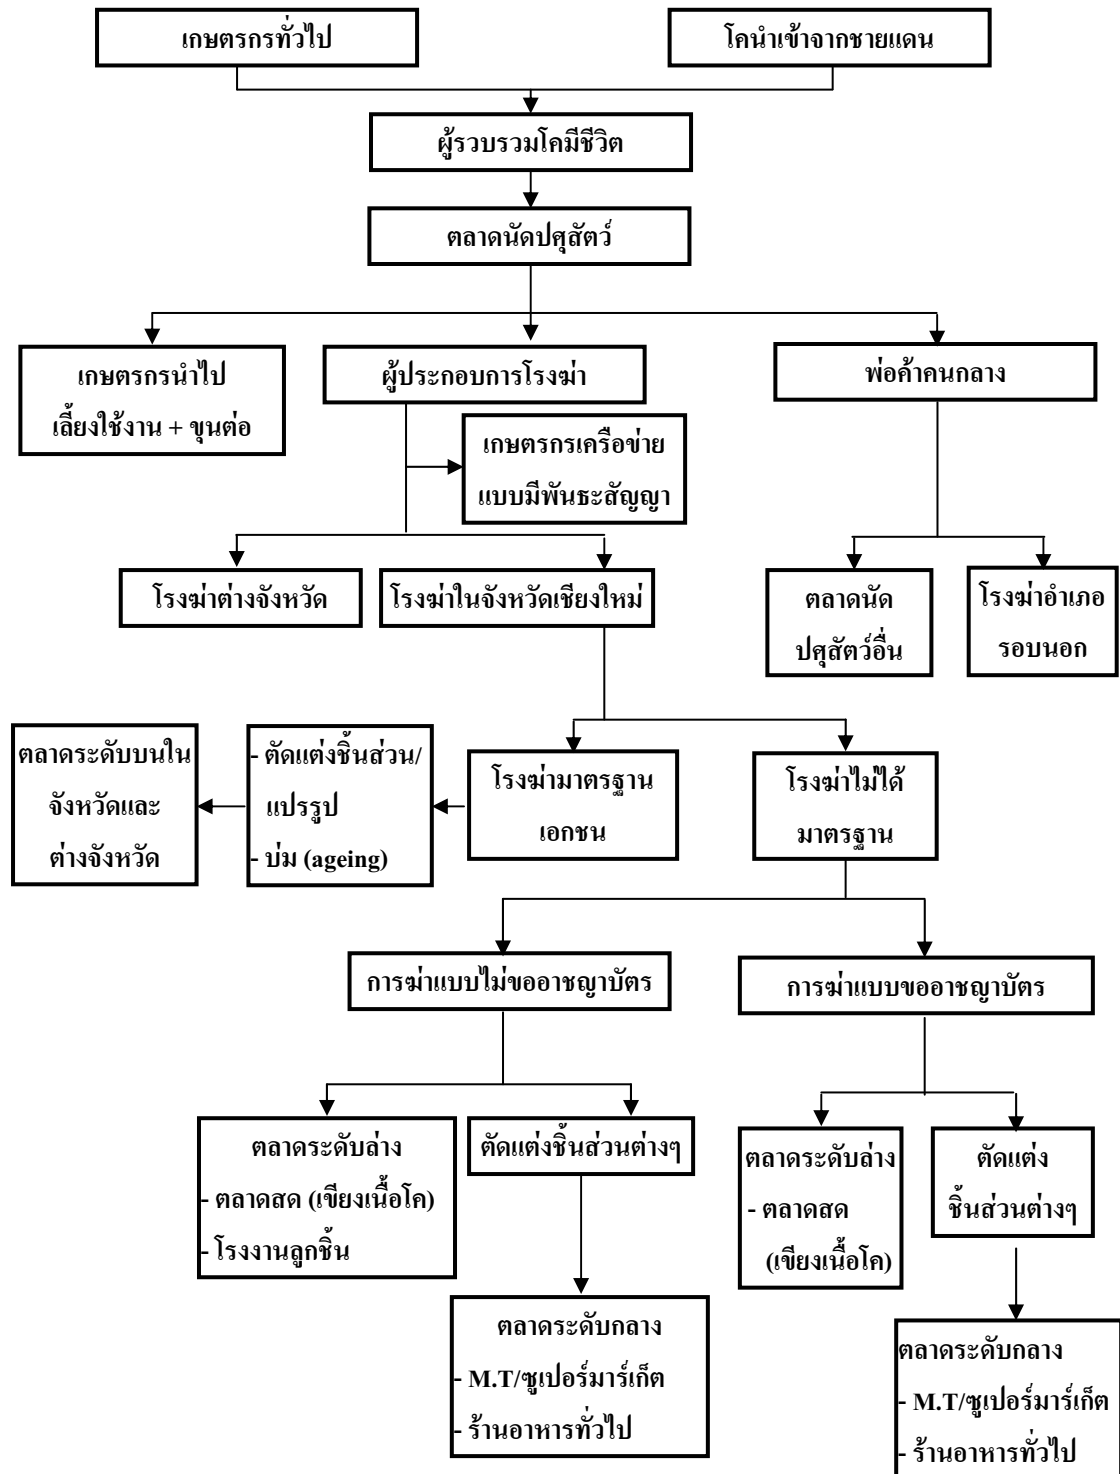 เกษตรกรทั่วไป
โคนำเข้าจากชายแดน
ผู้รวบรวมโคมีชีวิต
ตลาดนัดปศุสัตว์
เกษตรกรนำไป
เลี้ยงใช้งาน + ขุนต่อ
ผู้ประกอบการโรงฆ่า
พ่อค้าคนกลาง
เกษตรกรเครือข่าย
แบบมีพันธะสัญญา
โรงฆ่าต่างจังหวัด
โรงฆ่าในจังหวัดเชียงใหม่
ตลาดนัด
ปศุสัตว์อื่น
โรงฆ่าอำเภอ
รอบนอก
ตลาดระดับบนใน
จังหวัดและ
ต่างจังหวัด
- ตัดแต่งชิ้นส่วน/
แปรรูป
- บ่ม (ageing)
โรงฆ่ามาตรฐาน
เอกชน
โรงฆ่าไม่ได้
มาตรฐาน
การฆ่าแบบไม่ขออาชญาบัตร
การฆ่าแบบขออาชญาบัตร
ตลาดระดับล่าง
- ตลาดสด (เขียงเนื้อโค)
- โรงงานลูกชิ้น
ตัดแต่งชิ้นส่วนต่างๆ
ตลาดระดับล่าง
- ตลาดสด
(เขียงเนื้อโค)
ตัดแต่ง
ชิ้นส่วนต่างๆ
ตลาดระดับกลาง
- M.T/ซูเปอร์มาร์เก็ต
- ร้านอาหารทั่วไป
ตลาดระดับกลาง
- M.T/ซูเปอร์มาร์เก็ต
- ร้านอาหารทั่วไป